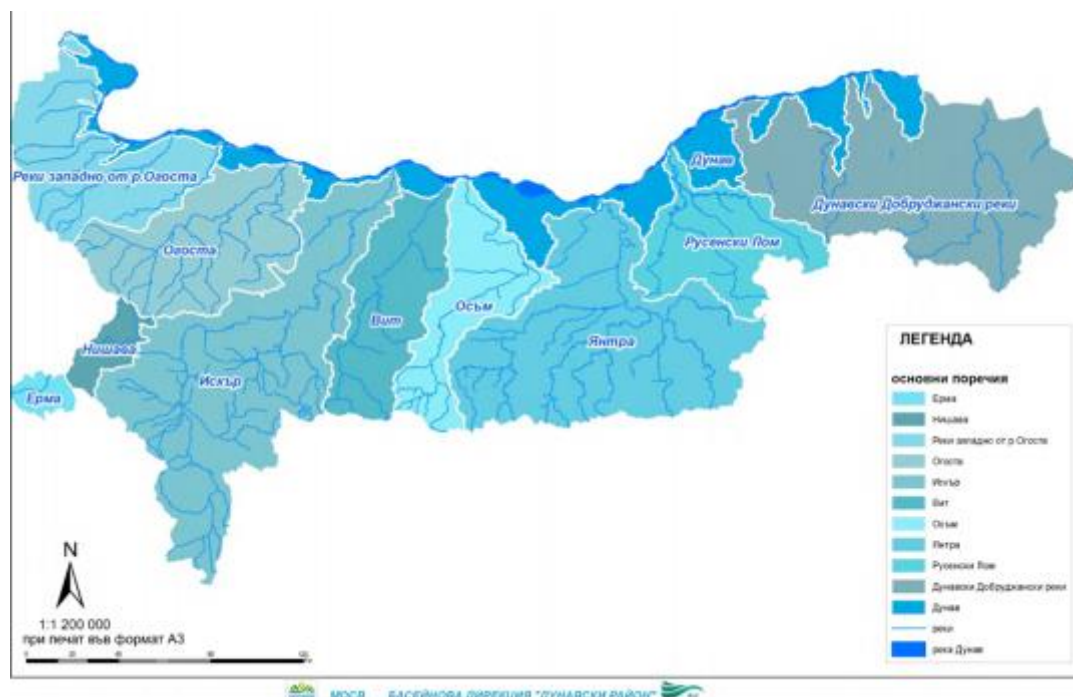 Реки западно от р.Огоста
Огоста
Нишава
Ерма
Искър
Вит
Осъм
Янтра
Русенски Лом
Дунав
Дунавски Добруджански реки
ЛЕГЕНДА
основни поречия
Ерма
Нишава
Реки западно от р Огоста
Огоста
Искър
Вит
Осъм
Янтра
Русенски Лом
Дунавски Добруджански реки
Дунав
реки
река Дунав
N
1:1 200 000
при печат във формат А3
МОСВ БАСЕЙНОВА ДИРЕКЦИЯ "ДУНАВСКИ РАЙОН"